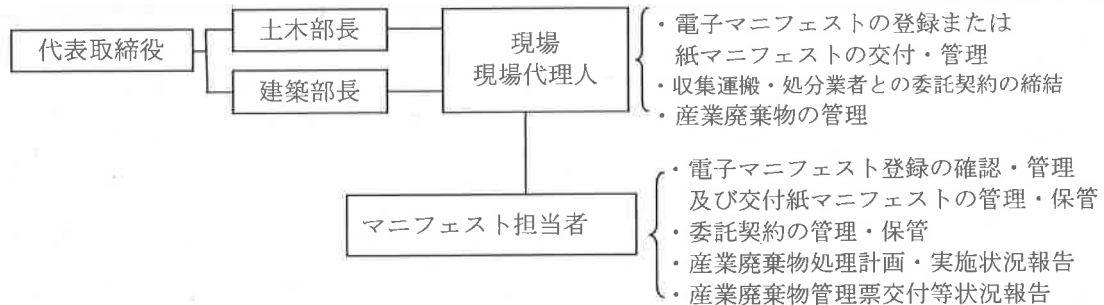 代表取締役
土木部長
建築部長
現場
現場代理人
・電子マニフェストの登録または
紙マニフェストの交付・管理
・収集運搬・処分業者との委託契約の締結
・産業廃棄物の管理
マニフェスト担当者
・電子マニフェスト登録の確認・管理
及び交付紙マニフェストの管理・保管
・委託契約の管理・保管
・産業廃棄物処理計画・実施状況報告
・産業廃棄物管理票交付等状況報告